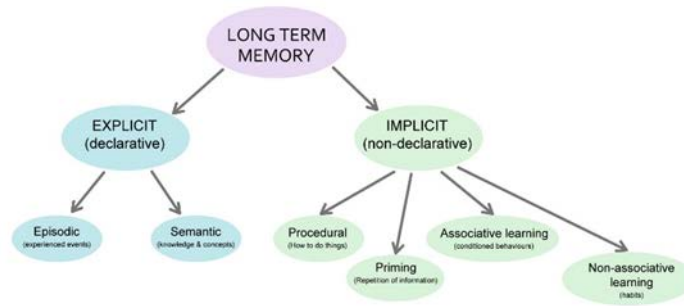 LONG TERM
MEMORY
EXPLICIT
(declarative)
IMPLICIT
(non-declarative)
Episodic
(experienced events)
Semantic
(knowledge & concepts)
Procedural
(How to do things)
Priming
(Repetition of information)
Associative learning
(conditioned behaviours)
Non-associative
learning
(habits)